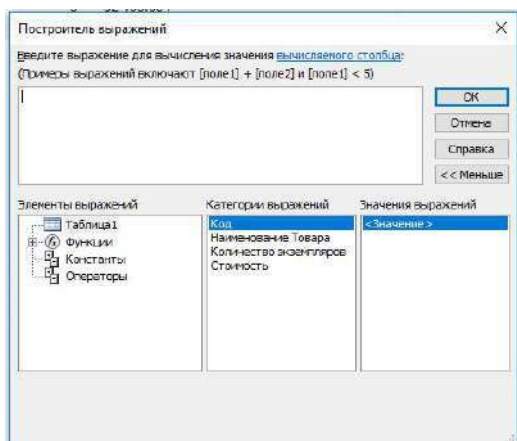 Построитель выражений
Введите выражение для вычисления значения вычисляемого столбца:
(Примеры выражений включают [поле1] + [поле2] и [поле1] < 5)
ОК
Отмена
Справка
<< Меньше
Элементы выражений
Таблица1
Функции
Константы
Операторы
Категории выражений
Код
Наименование Товара
Количество экземпляров
Стоимость
Значения выражений
<Значение>